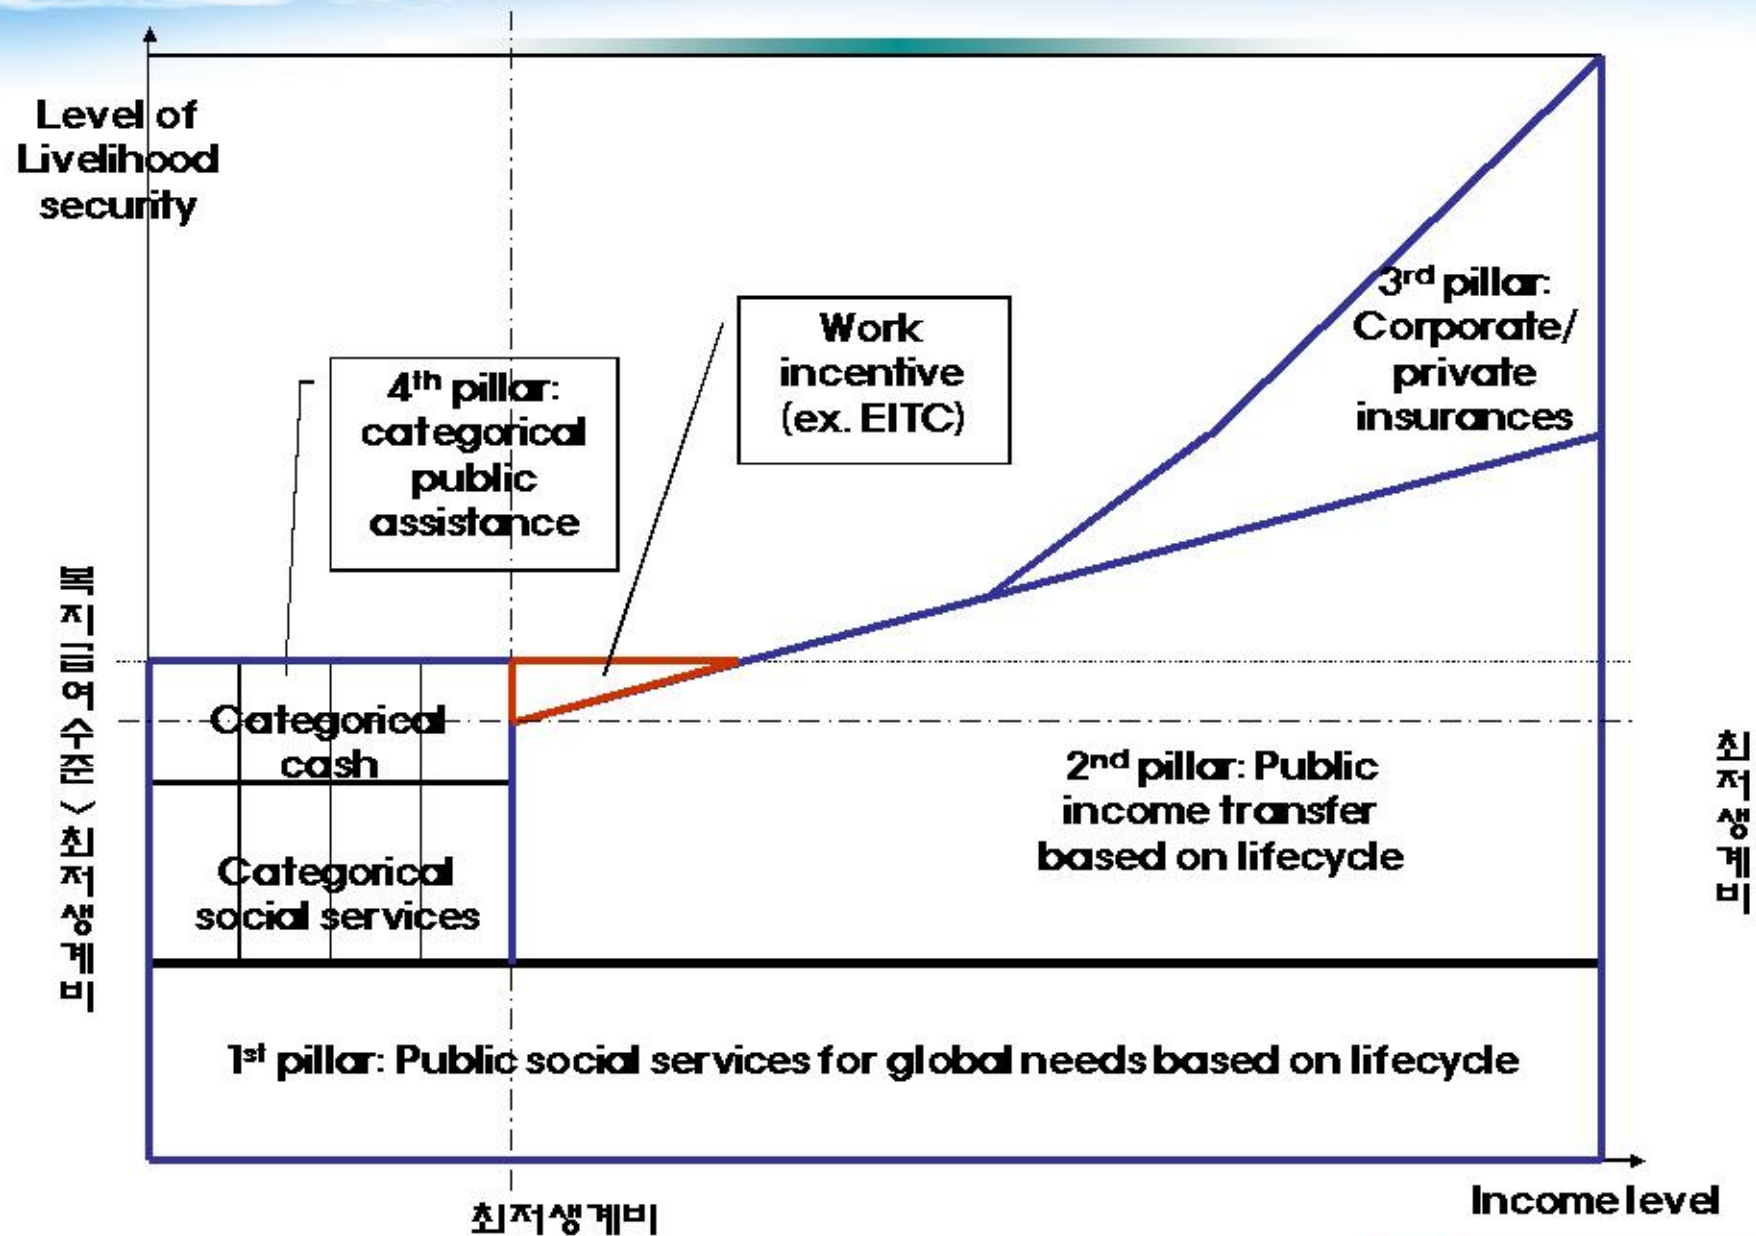 Level of
Livelihood
security
3rd pillar:
Corporate/
private
insurances
Work
incentive
(ex. EITC)
4th pillar:
categorical
public
assistance
복지급여수준<최저생계비
Categorical
cash
2nd pillar: Public
income transfer
based on lifecycle
최저생계비
Categorical
social services
1st pillar: Public social services for global needs based on lifecycle
Income level
최저생계비